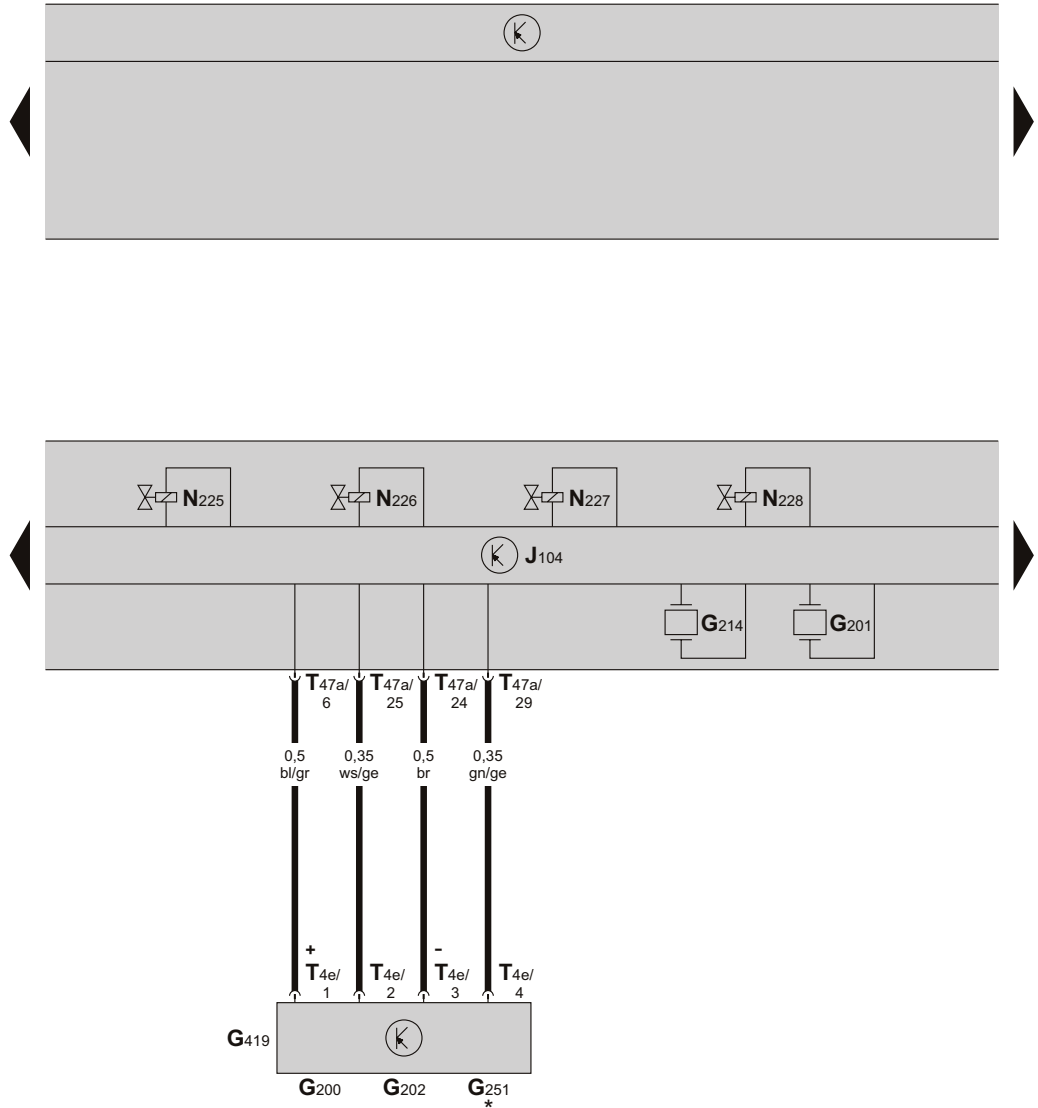 N225 N226 N227 N228
J104
G214 G201
T47a/ T47a/ T47a/ T47a/
6 25 24 29
0,5 0,35 0,5 0,35
bl/gr ws/ge br gn/ge
+ -
T4e/ T4e/ T4e/ T4e/
1 2 3 4
G419
G200 G202 G251
*